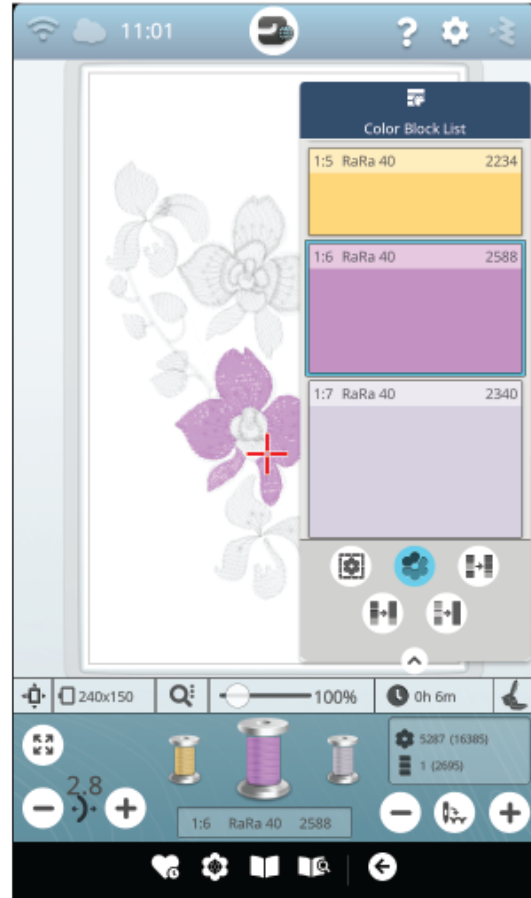 11:01
?
Color Block List
1:5 RaRa 40 2234
1:6 RaRa 40 2588
1:7 RaRa 40 2340
240x150
100%
0h 6m
2.8
5287 (16385)
1 (2695)
1:6 RaRa 40 2588